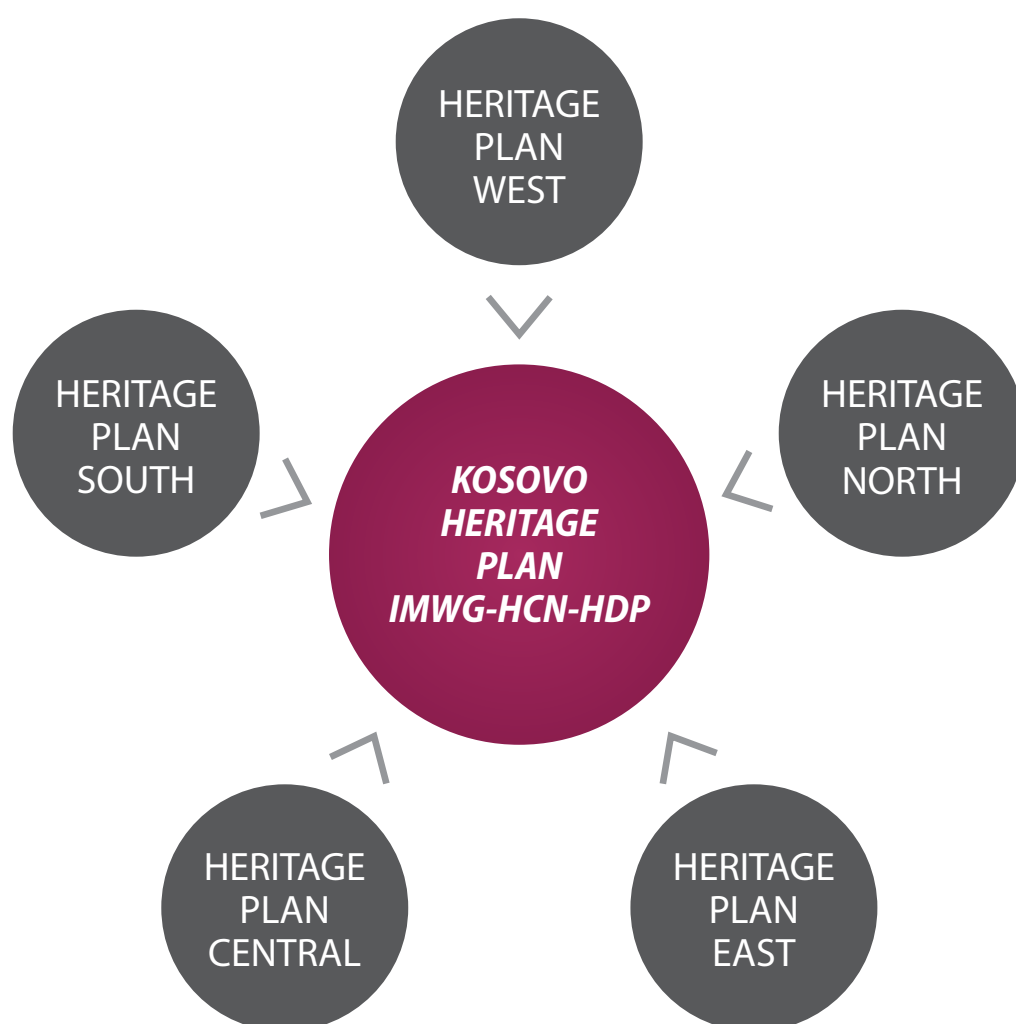 HERITAGE
PLAN
WEST
HERITAGE
PLAN
SOUTH
HERITAGE
PLAN
NORTH
KOSOVO
HERITAGE
PLAN
IMWG-HCN-HDP
HERITAGE
PLAN
CENTRAL
HERITAGE
PLAN
EAST